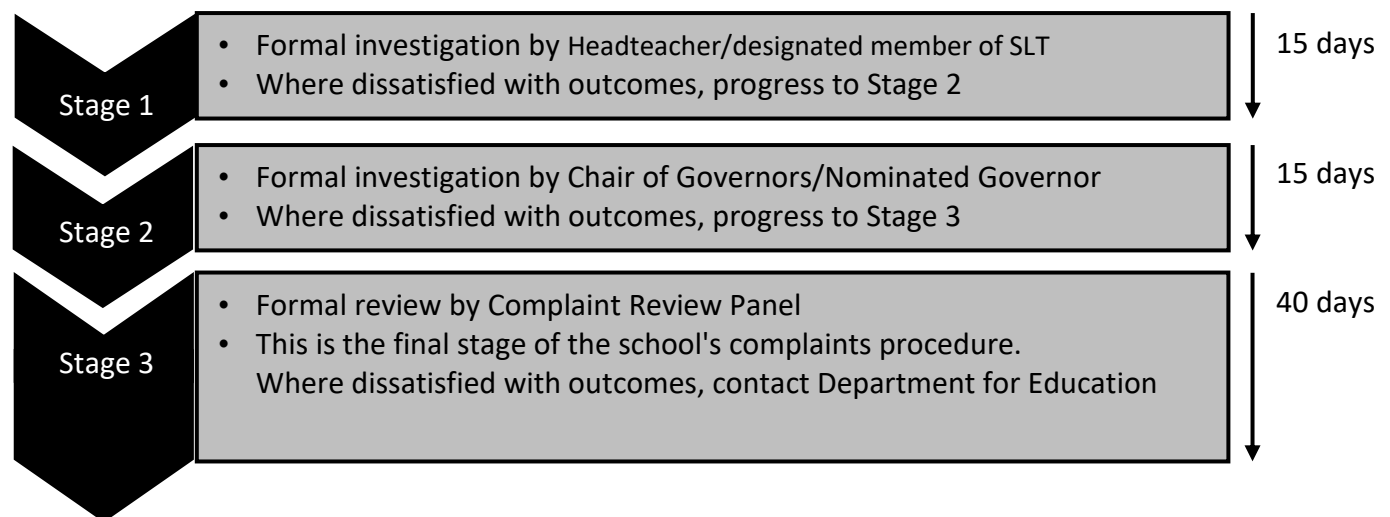 Stage 1
• Formal investigation by Headteacher/designated member of SLT
• Where dissatisfied with outcomes, progress to Stage 2
15 days
Stage 2
• Formal investigation by Chair of Governors/Nominated Governor
• Where dissatisfied with outcomes, progress to Stage 3
15 days
Stage 3
• Formal review by Complaint Review Panel
• This is the final stage of the school's complaints procedure.
Where dissatisfied with outcomes, contact Department for Education
40 days